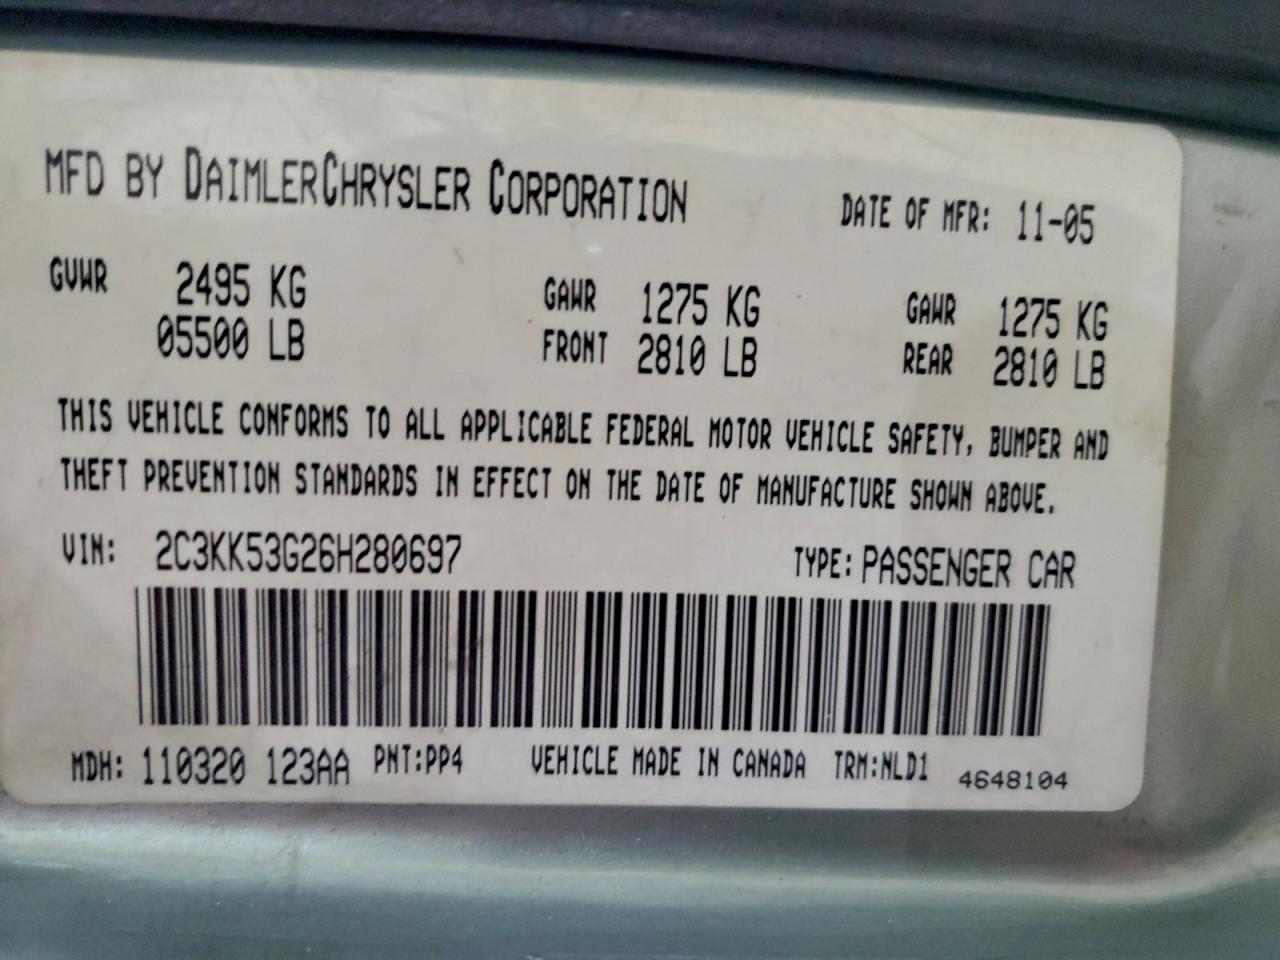 MFD BY DAIMLERCHRYSLER CORPORATION DATE OF MFR: 11-05
GVWR 2495 KG GAWR 1275 KG GAWR 1275 KG
05500 LB FRONT 2810 LB REAR 2810 LB
THIS VEHICLE CONFORMS TO ALL APPLICABLE FEDERAL MOTOR VEHICLE SAFETY, BUMPER AND
THEFT PREVENTION STANDARDS IN EFFECT ON THE DATE OF MANUFACTURE SHOWN ABOVE.
VIN: 2C3KK53G26H280697 TYPE: PASSENGER CAR
MDH: 110320 123AA PNT:PP4 VEHICLE MADE IN CANADA TRM:NLD1 4648104